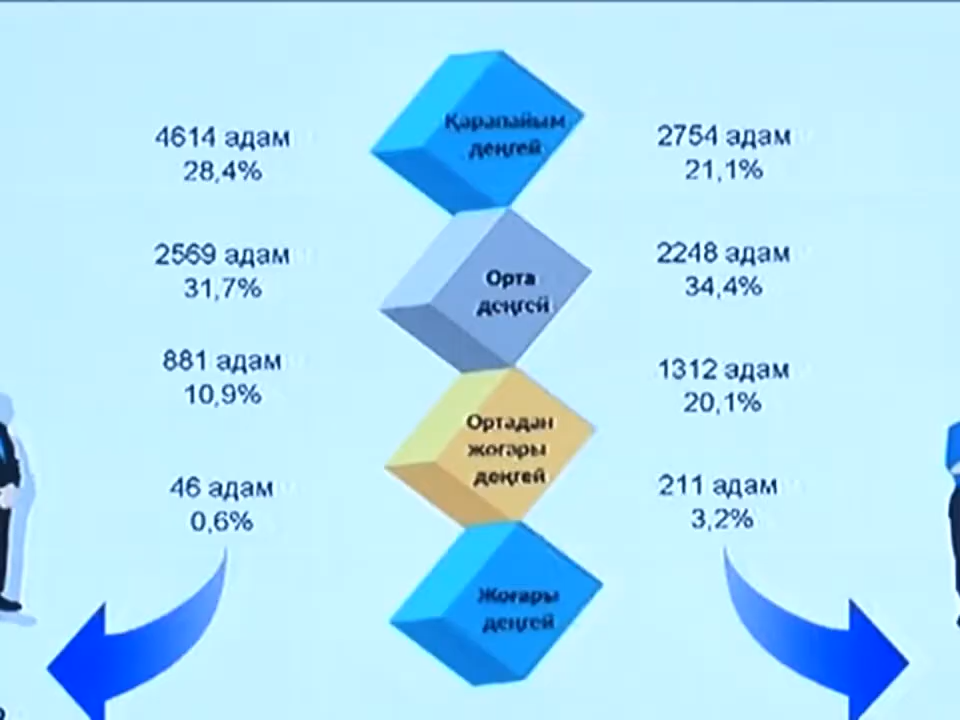 4614 адам
28,4%
Қарапайым
деңгей
2754 адам
21,1%
2569 адам
31,7%
Орта
деңгей
2248 адам
34,4%
881 адам
10,9%
Ортадан
жоғары
деңгей
1312 адам
20,1%
46 адам
0,6%
211 адам
3,2%
Жоғары
деңгей